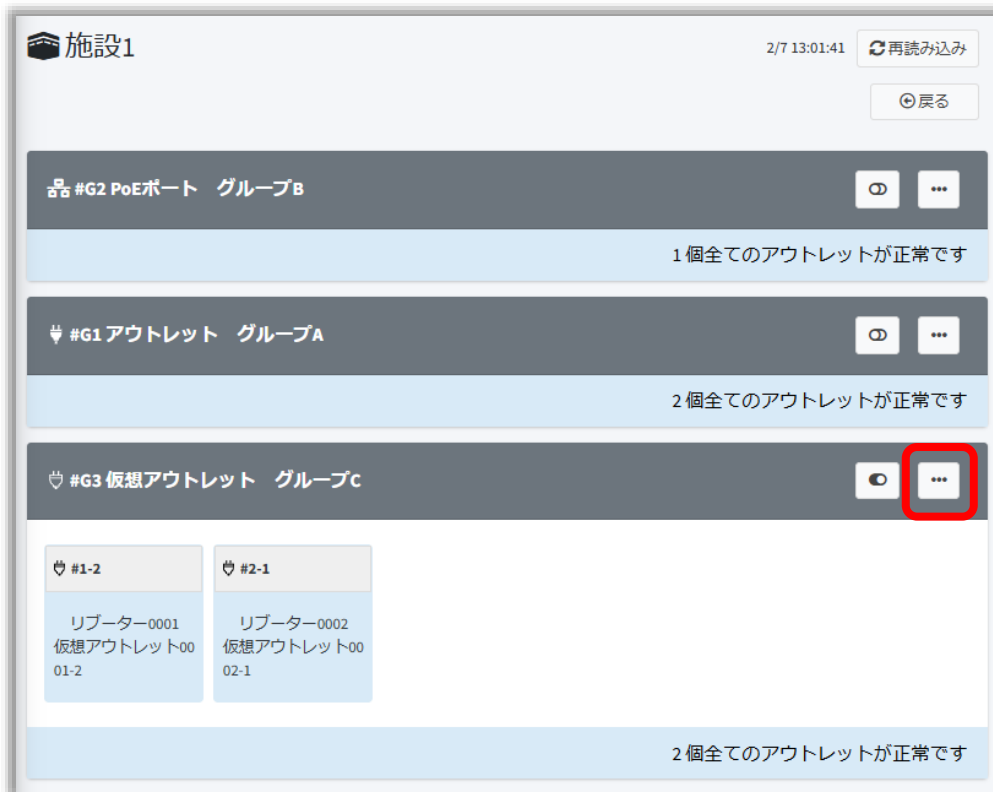 施設1
2/7 13:01:41 再読み込み
戻る
#G2 PoEポート　グループB
1 個全てのアウトレットが正常です
#G1 アウトレット　グループA
2 個全てのアウトレットが正常です
#G3 仮想アウトレット　グループC
#1-2
リブーター0001
仮想アウトレット00
01-2
#2-1
リブーター0002
仮想アウトレット00
02-1
2 個全てのアウトレットが正常です